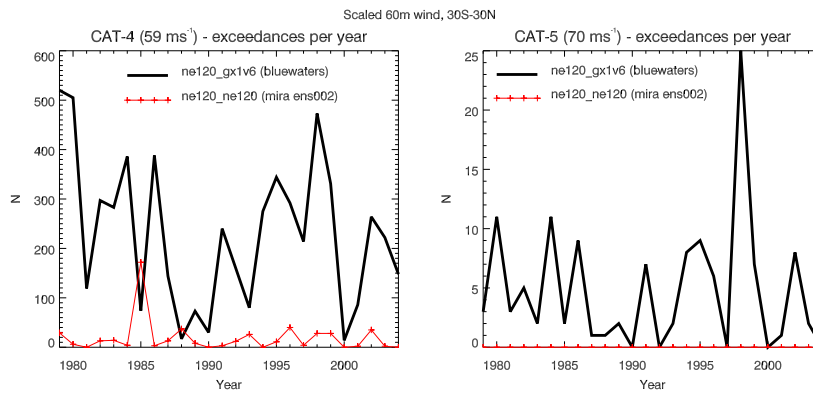 Scaled 60m wind, 30S-30N
CAT-4 (59 ms⁻¹) - exceedances per year
600
500
400
300
200
100
0
N
ne120_gx1v6 (bluewaters)
ne120_ne120 (mira ens002)
1980
1985
1990
1995
2000
Year
CAT-5 (70 ms⁻¹) - exceedances per year
25
20
15
10
5
0
N
ne120_gx1v6 (bluewaters)
ne120_ne120 (mira ens002)
1980
1985
1990
1995
2000
Year